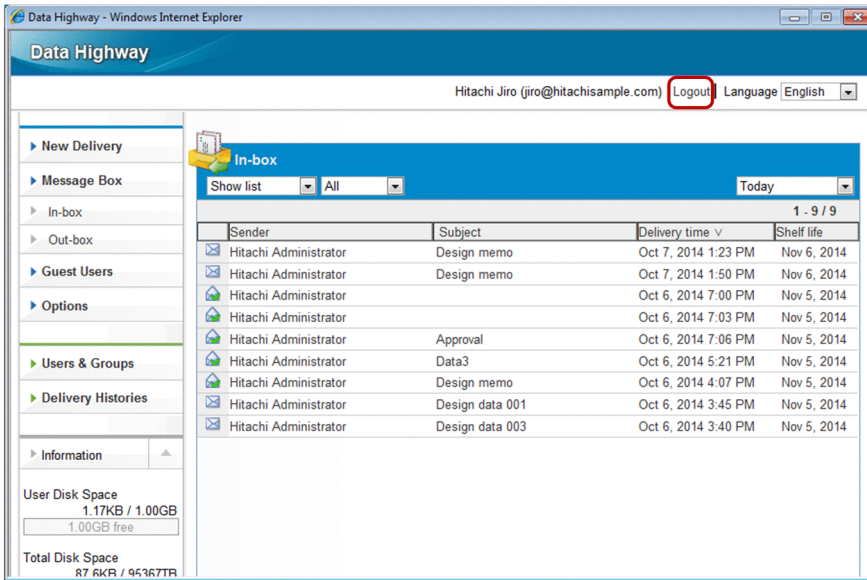 Data Highway - Windows Internet Explorer
Data Highway
Hitachi Jiro (jiro@hitachisample.com) Logout Language English
New Delivery
Message Box
In-box
Out-box
Guest Users
Options
Users & Groups
Delivery Histories
Information
User Disk Space
1.17KB / 1.00GB
1.00GB free
Total Disk Space
87.6KB / 95367TB
In-box
Show list All Today
1 - 9 / 9
Sender Subject Delivery time ∨ Shelf life
Hitachi Administrator Design memo Oct 7, 2014 1:23 PM Nov 6, 2014
Hitachi Administrator Design memo Oct 7, 2014 1:50 PM Nov 6, 2014
Hitachi Administrator Oct 6, 2014 7:00 PM Nov 5, 2014
Hitachi Administrator Oct 6, 2014 7:03 PM Nov 5, 2014
Hitachi Administrator Approval Oct 6, 2014 7:06 PM Nov 5, 2014
Hitachi Administrator Data3 Oct 6, 2014 5:21 PM Nov 5, 2014
Hitachi Administrator Design memo Oct 6, 2014 4:07 PM Nov 5, 2014
Hitachi Administrator Design data 001 Oct 6, 2014 3:45 PM Nov 5, 2014
Hitachi Administrator Design data 003 Oct 6, 2014 3:40 PM Nov 5, 2014